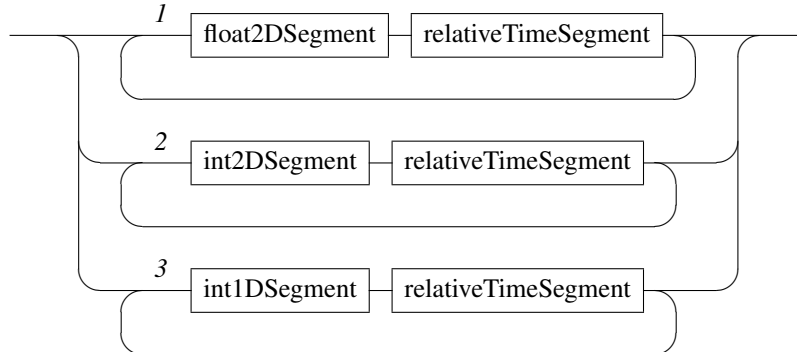 1
float2DSegment relativeTimeSegment
2
int2DSegment relativeTimeSegment
3
int1DSegment relativeTimeSegment